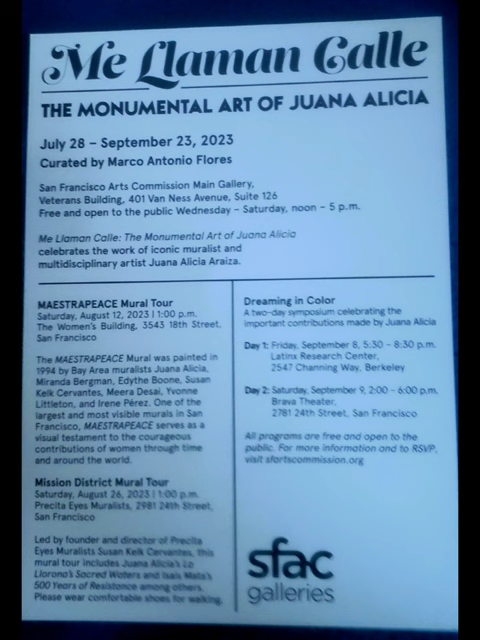 Me Llaman Calle
THE MONUMENTAL ART OF JUANA ALICIA
July 28 – September 23, 2023
Curated by Marco Antonio Flores
San Francisco Arts Commission Main Gallery,
Veterans Building, 401 Van Ness Avenue, Suite 126
Free and open to the public Wednesday – Saturday, noon – 5 p.m.
Me Llaman Calle: The Monumental Art of Juana Alicia
celebrates the work of iconic muralist and
multidisciplinary artist Juana Alicia Araiza.
MAESTRAPEACE Mural Tour
Saturday, August 12, 2023 | 1:00 p.m.
The Women's Building, 3543 18th Street,
San Francisco
The MAESTRAPEACE Mural was painted in
1994 by Bay Area muralists Juana Alicia,
Miranda Bergman, Edythe Boone, Susan
Kelk Cervantes, Meera Desai, Yvonne
Littleton, and Irene Pérez. One of the
largest and most visible murals in San
Francisco, MAESTRAPEACE serves as a
visual testament to the courageous
contributions of women through time
and around the world.
Mission District Mural Tour
Saturday, August 26, 2023 | 1:00 p.m.
Precita Eyes Muralists, 2981 24th Street,
San Francisco
Led by founder and director of Precita
Eyes Muralists Susan Kelk Cervantes, this
mural tour includes Juana Alicia's La
Llorona's Sacred Waters and Isaís Mata's
500 Years of Resistance among others.
Please wear comfortable shoes for walking.
Dreaming in Color
A two-day symposium celebrating the
important contributions made by Juana Alicia
Day 1: Friday, September 8, 5:30 – 8:30 p.m.
Latinx Research Center,
2547 Channing Way, Berkeley
Day 2: Saturday, September 9, 2:00 – 6:00 p.m.
Brava Theater,
2781 24th Street, San Francisco
All programs are free and open to the
public. For more information and to RSVP,
visit sfartscommission.org
sfac
galleries